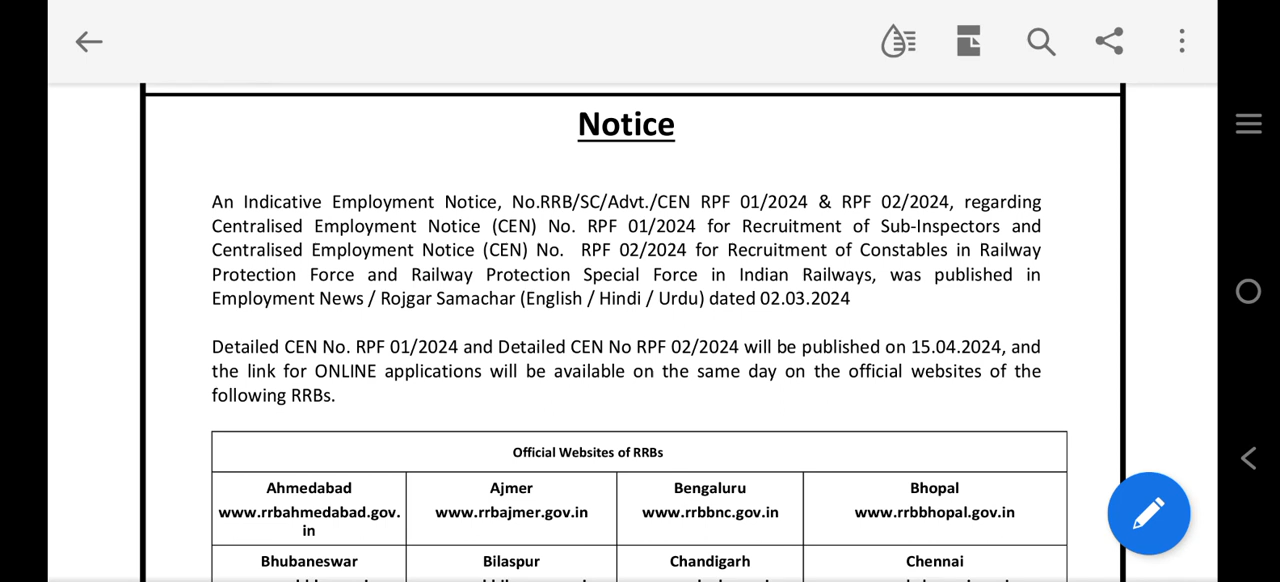 Notice
An Indicative Employment Notice, No.RRB/SC/Advt./CEN RPF 01/2024 & RPF 02/2024, regarding
Centralised Employment Notice (CEN) No. RPF 01/2024 for Recruitment of Sub-Inspectors and
Centralised Employment Notice (CEN) No. RPF 02/2024 for Recruitment of Constables in Railway
Protection Force and Railway Protection Special Force in Indian Railways, was published in
Employment News / Rojgar Samachar (English / Hindi / Urdu) dated 02.03.2024
Detailed CEN No. RPF 01/2024 and Detailed CEN No RPF 02/2024 will be published on 15.04.2024, and
the link for ONLINE applications will be available on the same day on the official websites of the
following RRBs.
Official Websites of RRBs
Ahmedabad Ajmer Bengaluru Bhopal
www.rrbahmedabad.gov. www.rrbajmer.gov.in www.rrbbnc.gov.in www.rrbbhopal.gov.in
in
Bhubaneswar Bilaspur Chandigarh Chennai